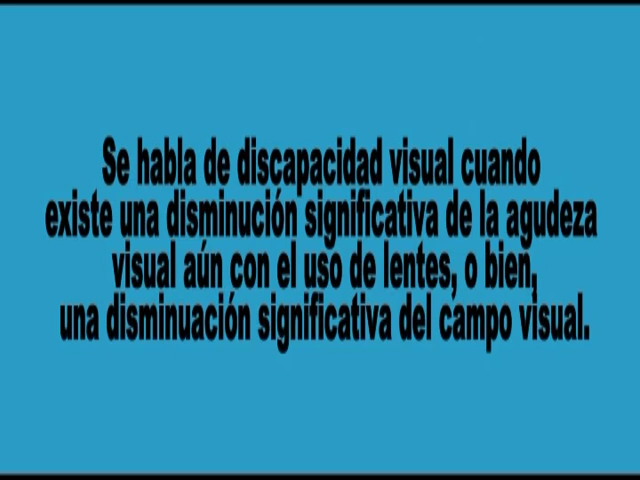 Se habla de discapacidad visual cuando
existe una disminución significativa de la agudeza
visual aún con el uso de lentes, o bien,
una disminuación significativa del campo visual.